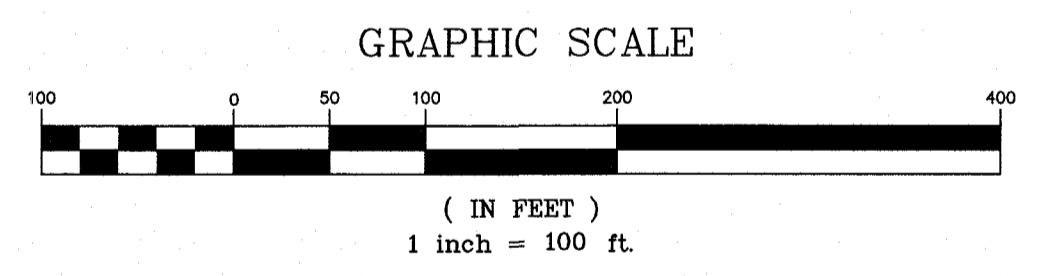 GRAPHIC SCALE
100 0 50 100 200 400
( IN FEET )
1 inch = 100 ft.